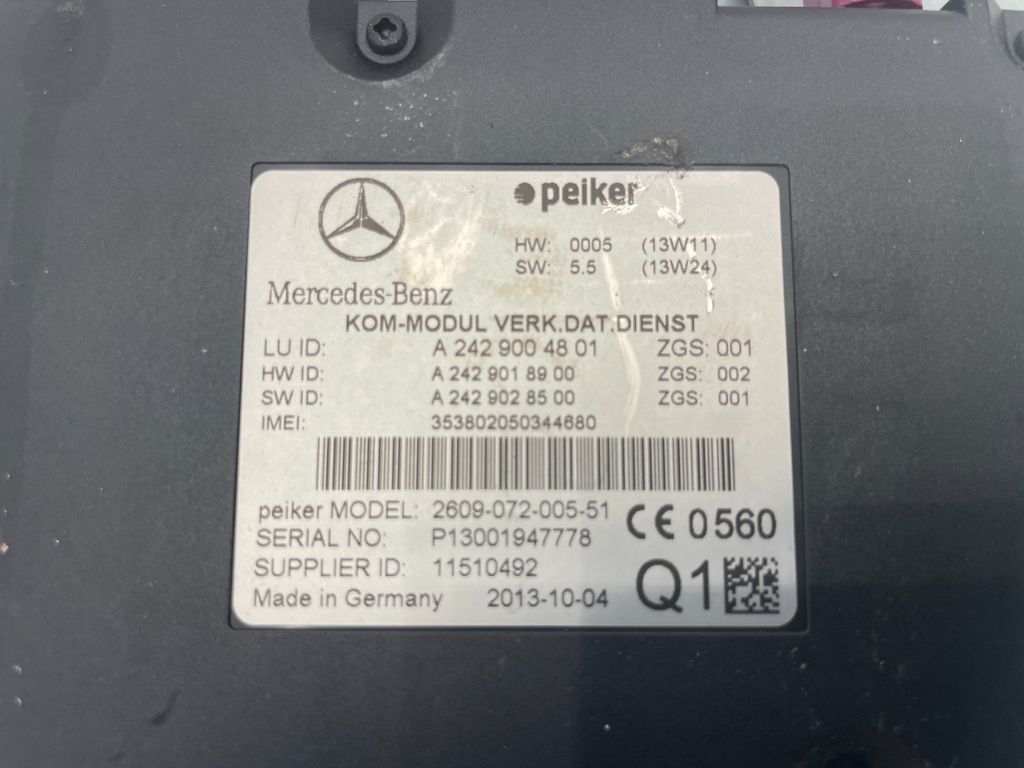 peiker
HW: 0005 (13W11)
SW: 5.5 (13W24)
Mercedes-Benz
KOM-MODUL VERK.DAT.DIENST
LU ID: A 242 900 48 01 ZGS: 001
HW ID: A 242 901 89 00 ZGS: 002
SW ID: A 242 902 85 00 ZGS: 001
IMEI: 353802050344680
peiker MODEL: 2609-072-005-51
CE 0560
SERIAL NO: P13001947778
SUPPLIER ID: 11510492
Q1
Made in Germany 2013-10-04